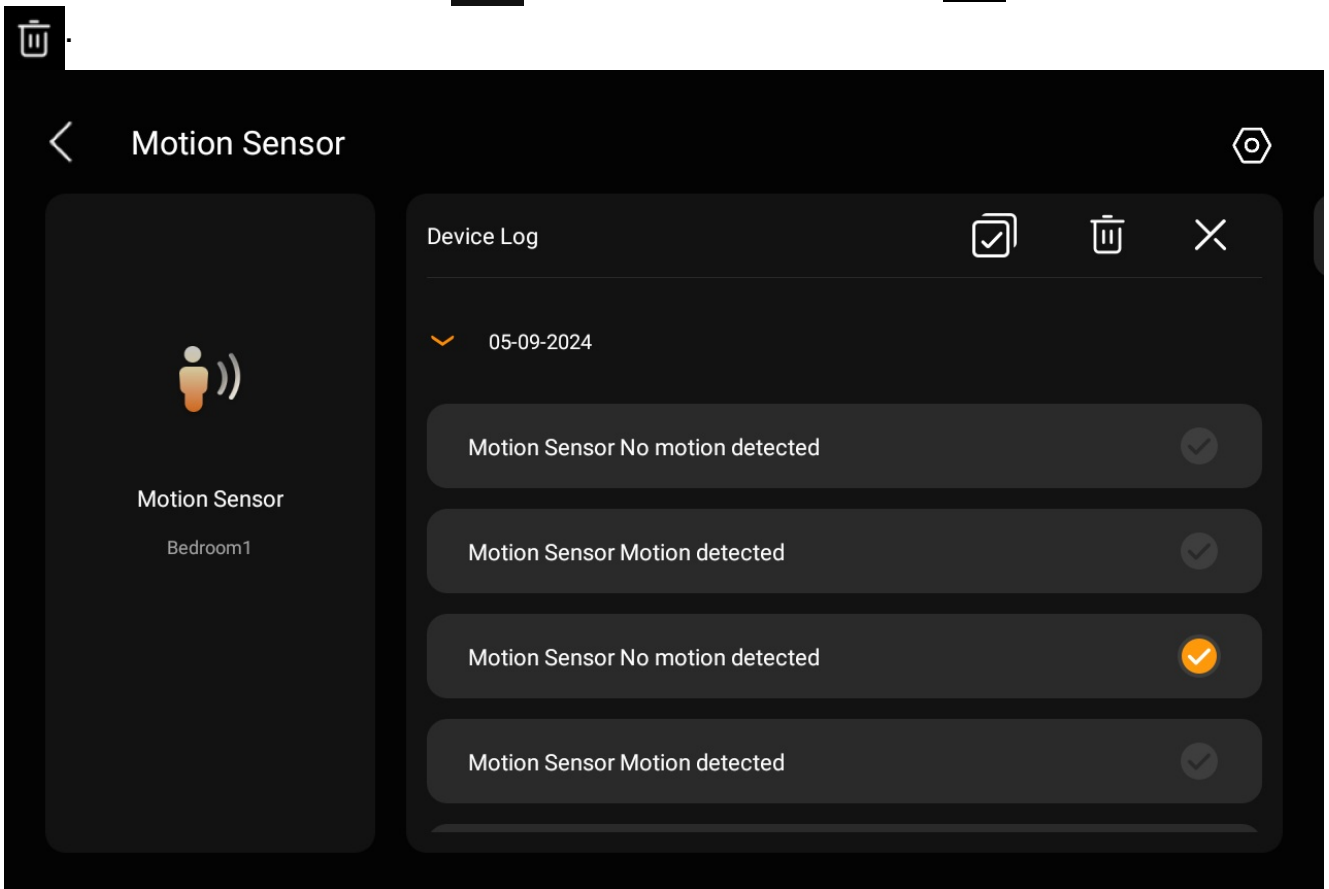 .
Motion Sensor
Device Log
05-09-2024
Motion Sensor No motion detected
Motion Sensor Motion detected
Motion Sensor No motion detected
Motion Sensor Motion detected
Motion Sensor
Bedroom1